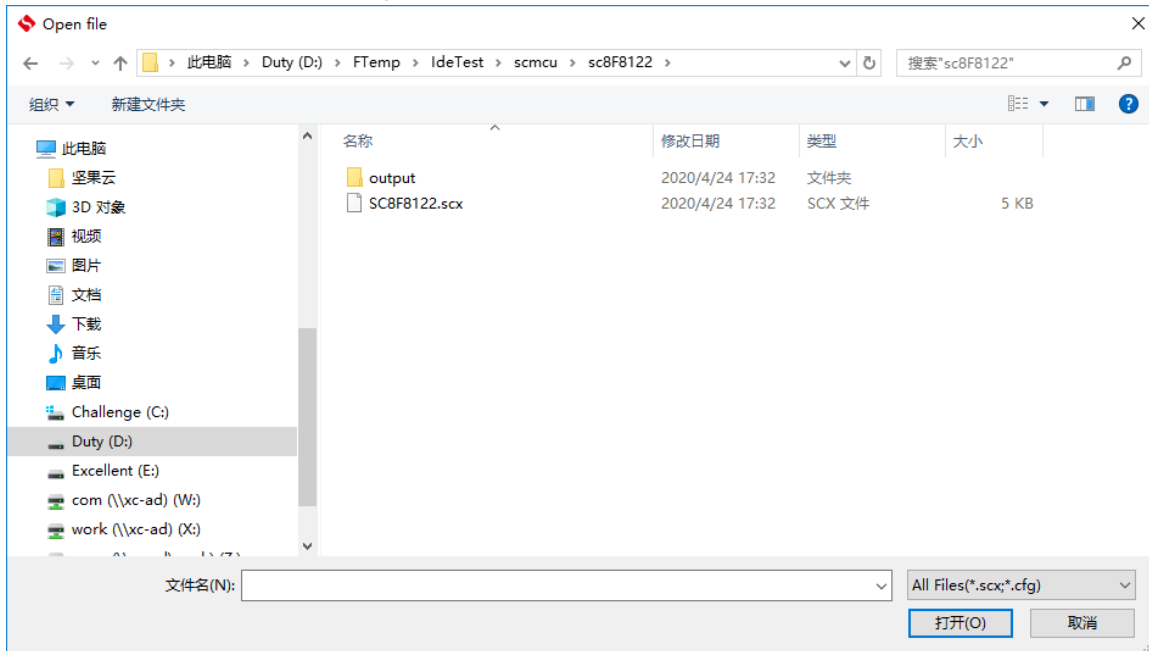 Open file
此电脑 > Duty (D:) > FTemp > IdeTest > scmcu > sc8F8122 >
搜索"sc8F8122"
组织 新建文件夹
名称 修改日期 类型 大小
output 2020/4/24 17:32 文件夹
SC8F8122.scx 2020/4/24 17:32 SCX 文件 5 KB
此电脑
坚果云
3D 对象
视频
图片
文档
下载
音乐
桌面
Challenge (C:)
Duty (D:)
Excellent (E:)
com (\\xc-ad) (W:)
work (\\xc-ad) (X:)
文件名(N):
All Files(*.scx;*.cfg)
打开(O) 取消